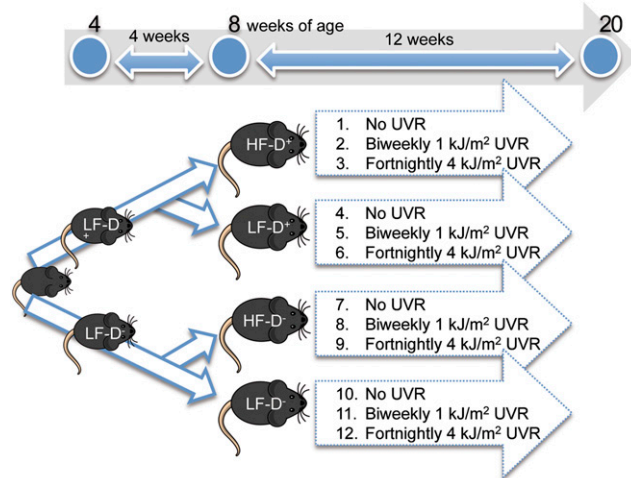 4
8 weeks of age
20
4 weeks
12 weeks
HF-D⁺
1. No UVR
2. Biweekly 1 kJ/m² UVR
3. Fortnightly 4 kJ/m² UVR
LF-D
+
LF-D⁺
4. No UVR
5. Biweekly 1 kJ/m² UVR
6. Fortnightly 4 kJ/m² UVR
LF-D⁻
HF-D⁻
7. No UVR
8. Biweekly 1 kJ/m² UVR
9. Fortnightly 4 kJ/m² UVR
LF-D⁻
10. No UVR
11. Biweekly 1 kJ/m² UVR
12. Fortnightly 4 kJ/m² UVR